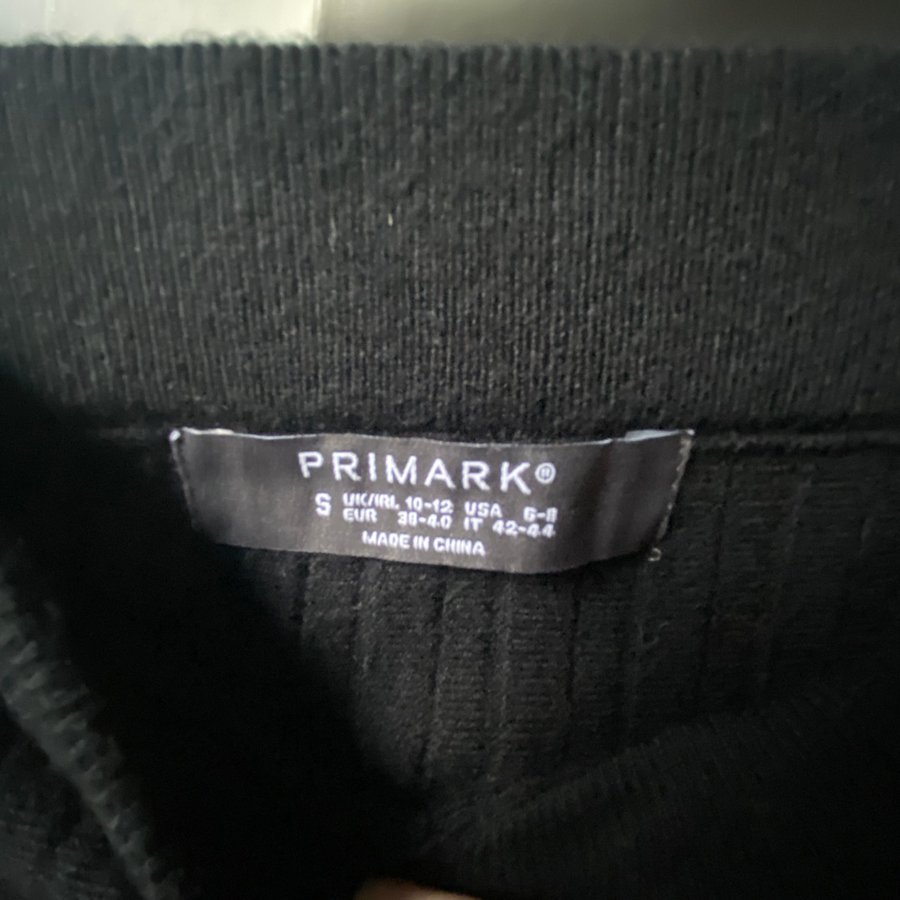 PRIMARK®
S UK/IRL 10-12 USA 6-8
EUR 38-40 IT 42-44
MADE IN CHINA